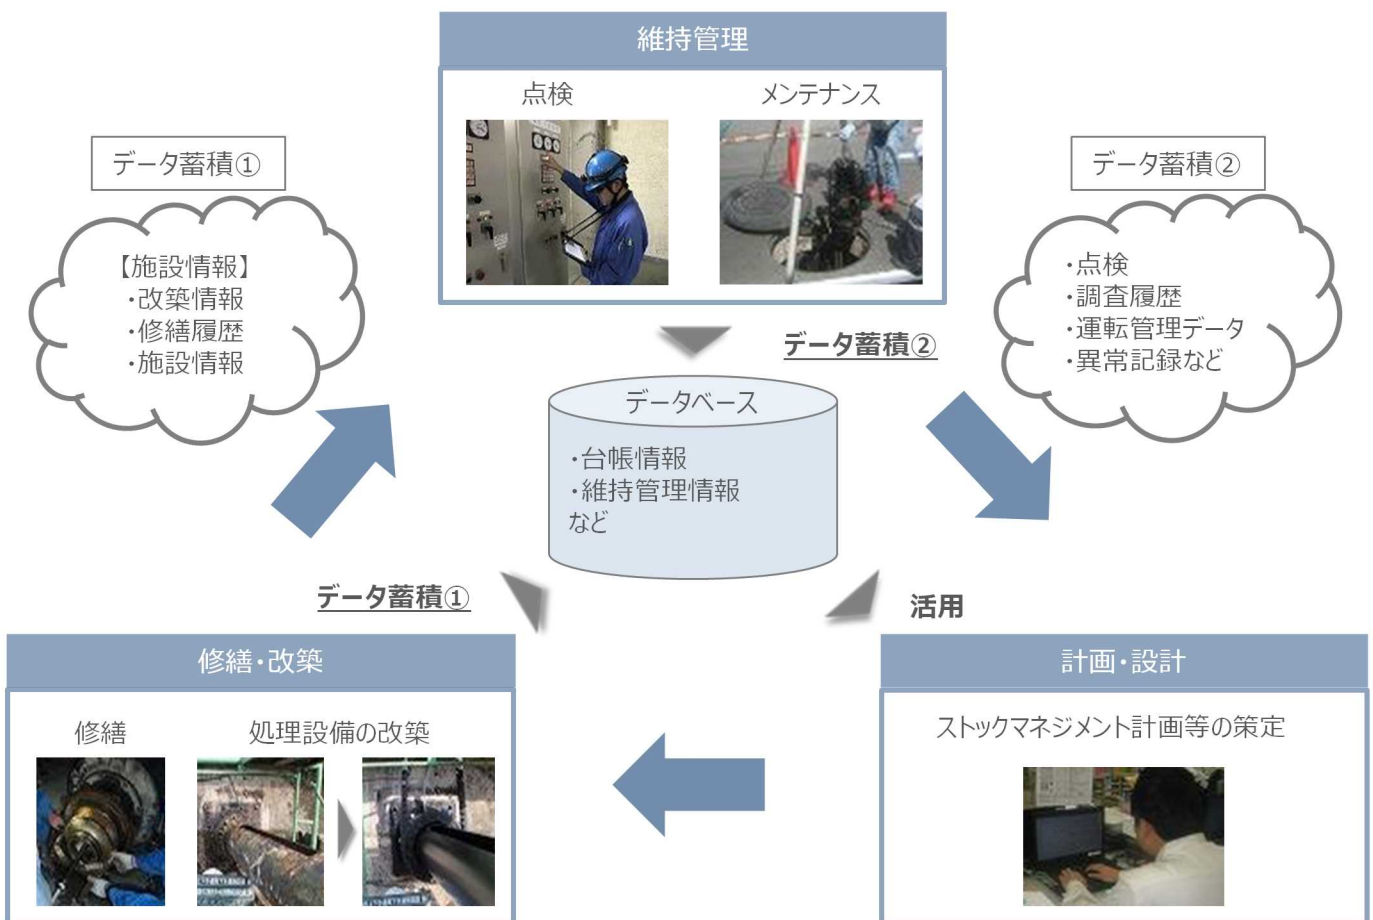 維持管理
点検
メンテナンス
データ蓄積①
【施設情報】
・改築情報
・修繕履歴
・施設情報
データ蓄積②
・点検
・調査履歴
・運転管理データ
・異常記録など
データ蓄積②
データベース
・台帳情報
・維持管理情報
など
データ蓄積①
活用
修繕・改築
修繕
処理設備の改築
計画・設計
ストックマネジメント計画等の策定